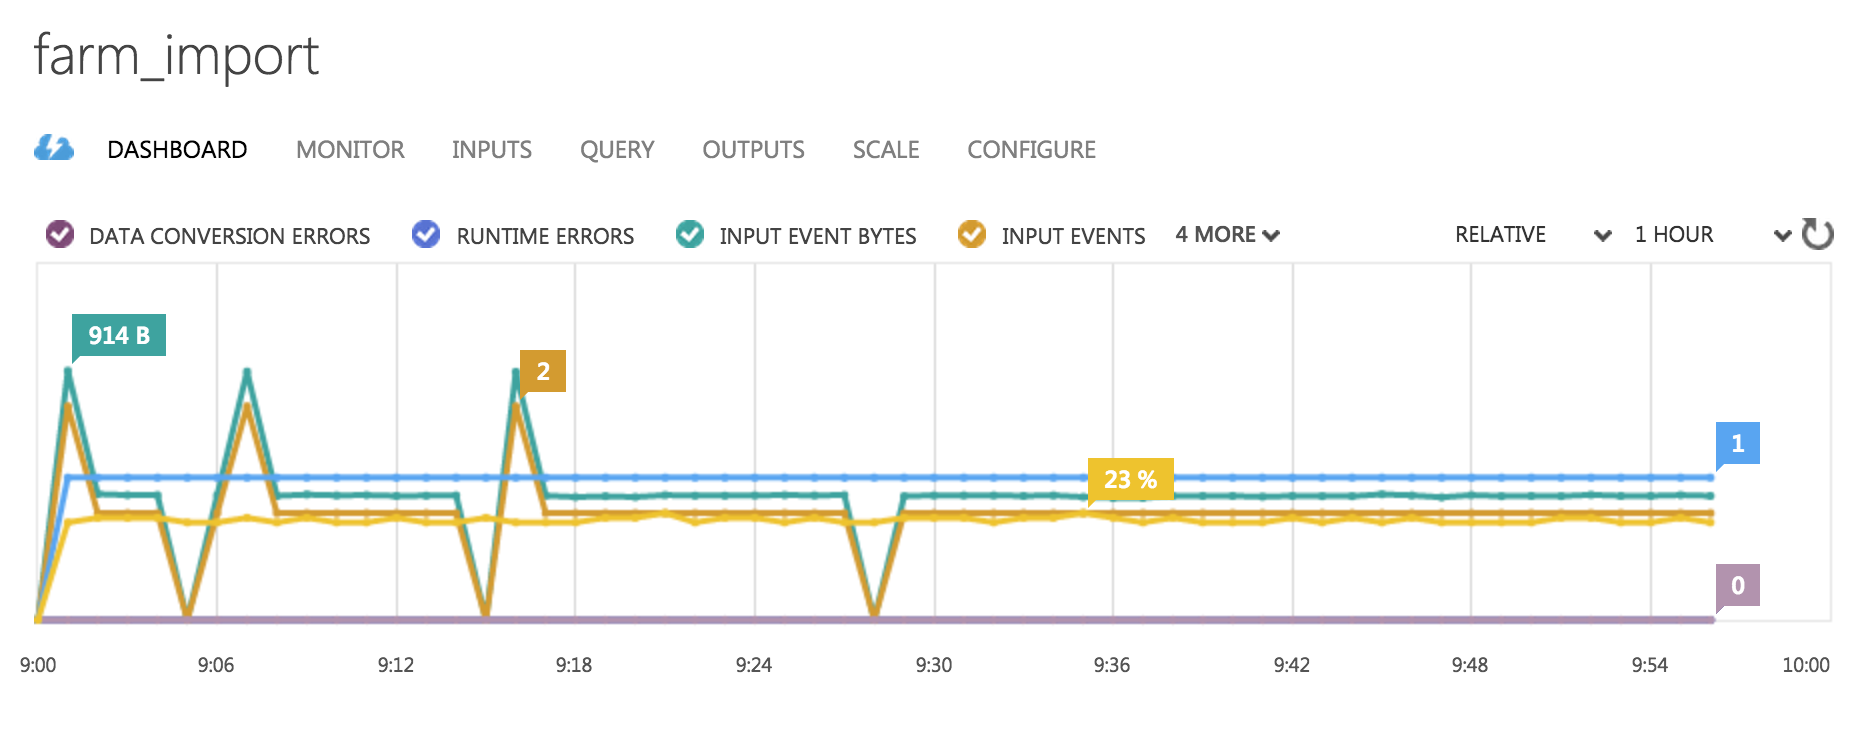 farm_import
DASHBOARD MONITOR INPUTS QUERY OUTPUTS SCALE CONFIGURE
DATA CONVERSION ERRORS RUNTIME ERRORS INPUT EVENT BYTES INPUT EVENTS 4 MORE RELATIVE 1 HOUR
914 B
2
1
23 %
0
9:00 9:06 9:12 9:18 9:24 9:30 9:36 9:42 9:48 9:54 10:00